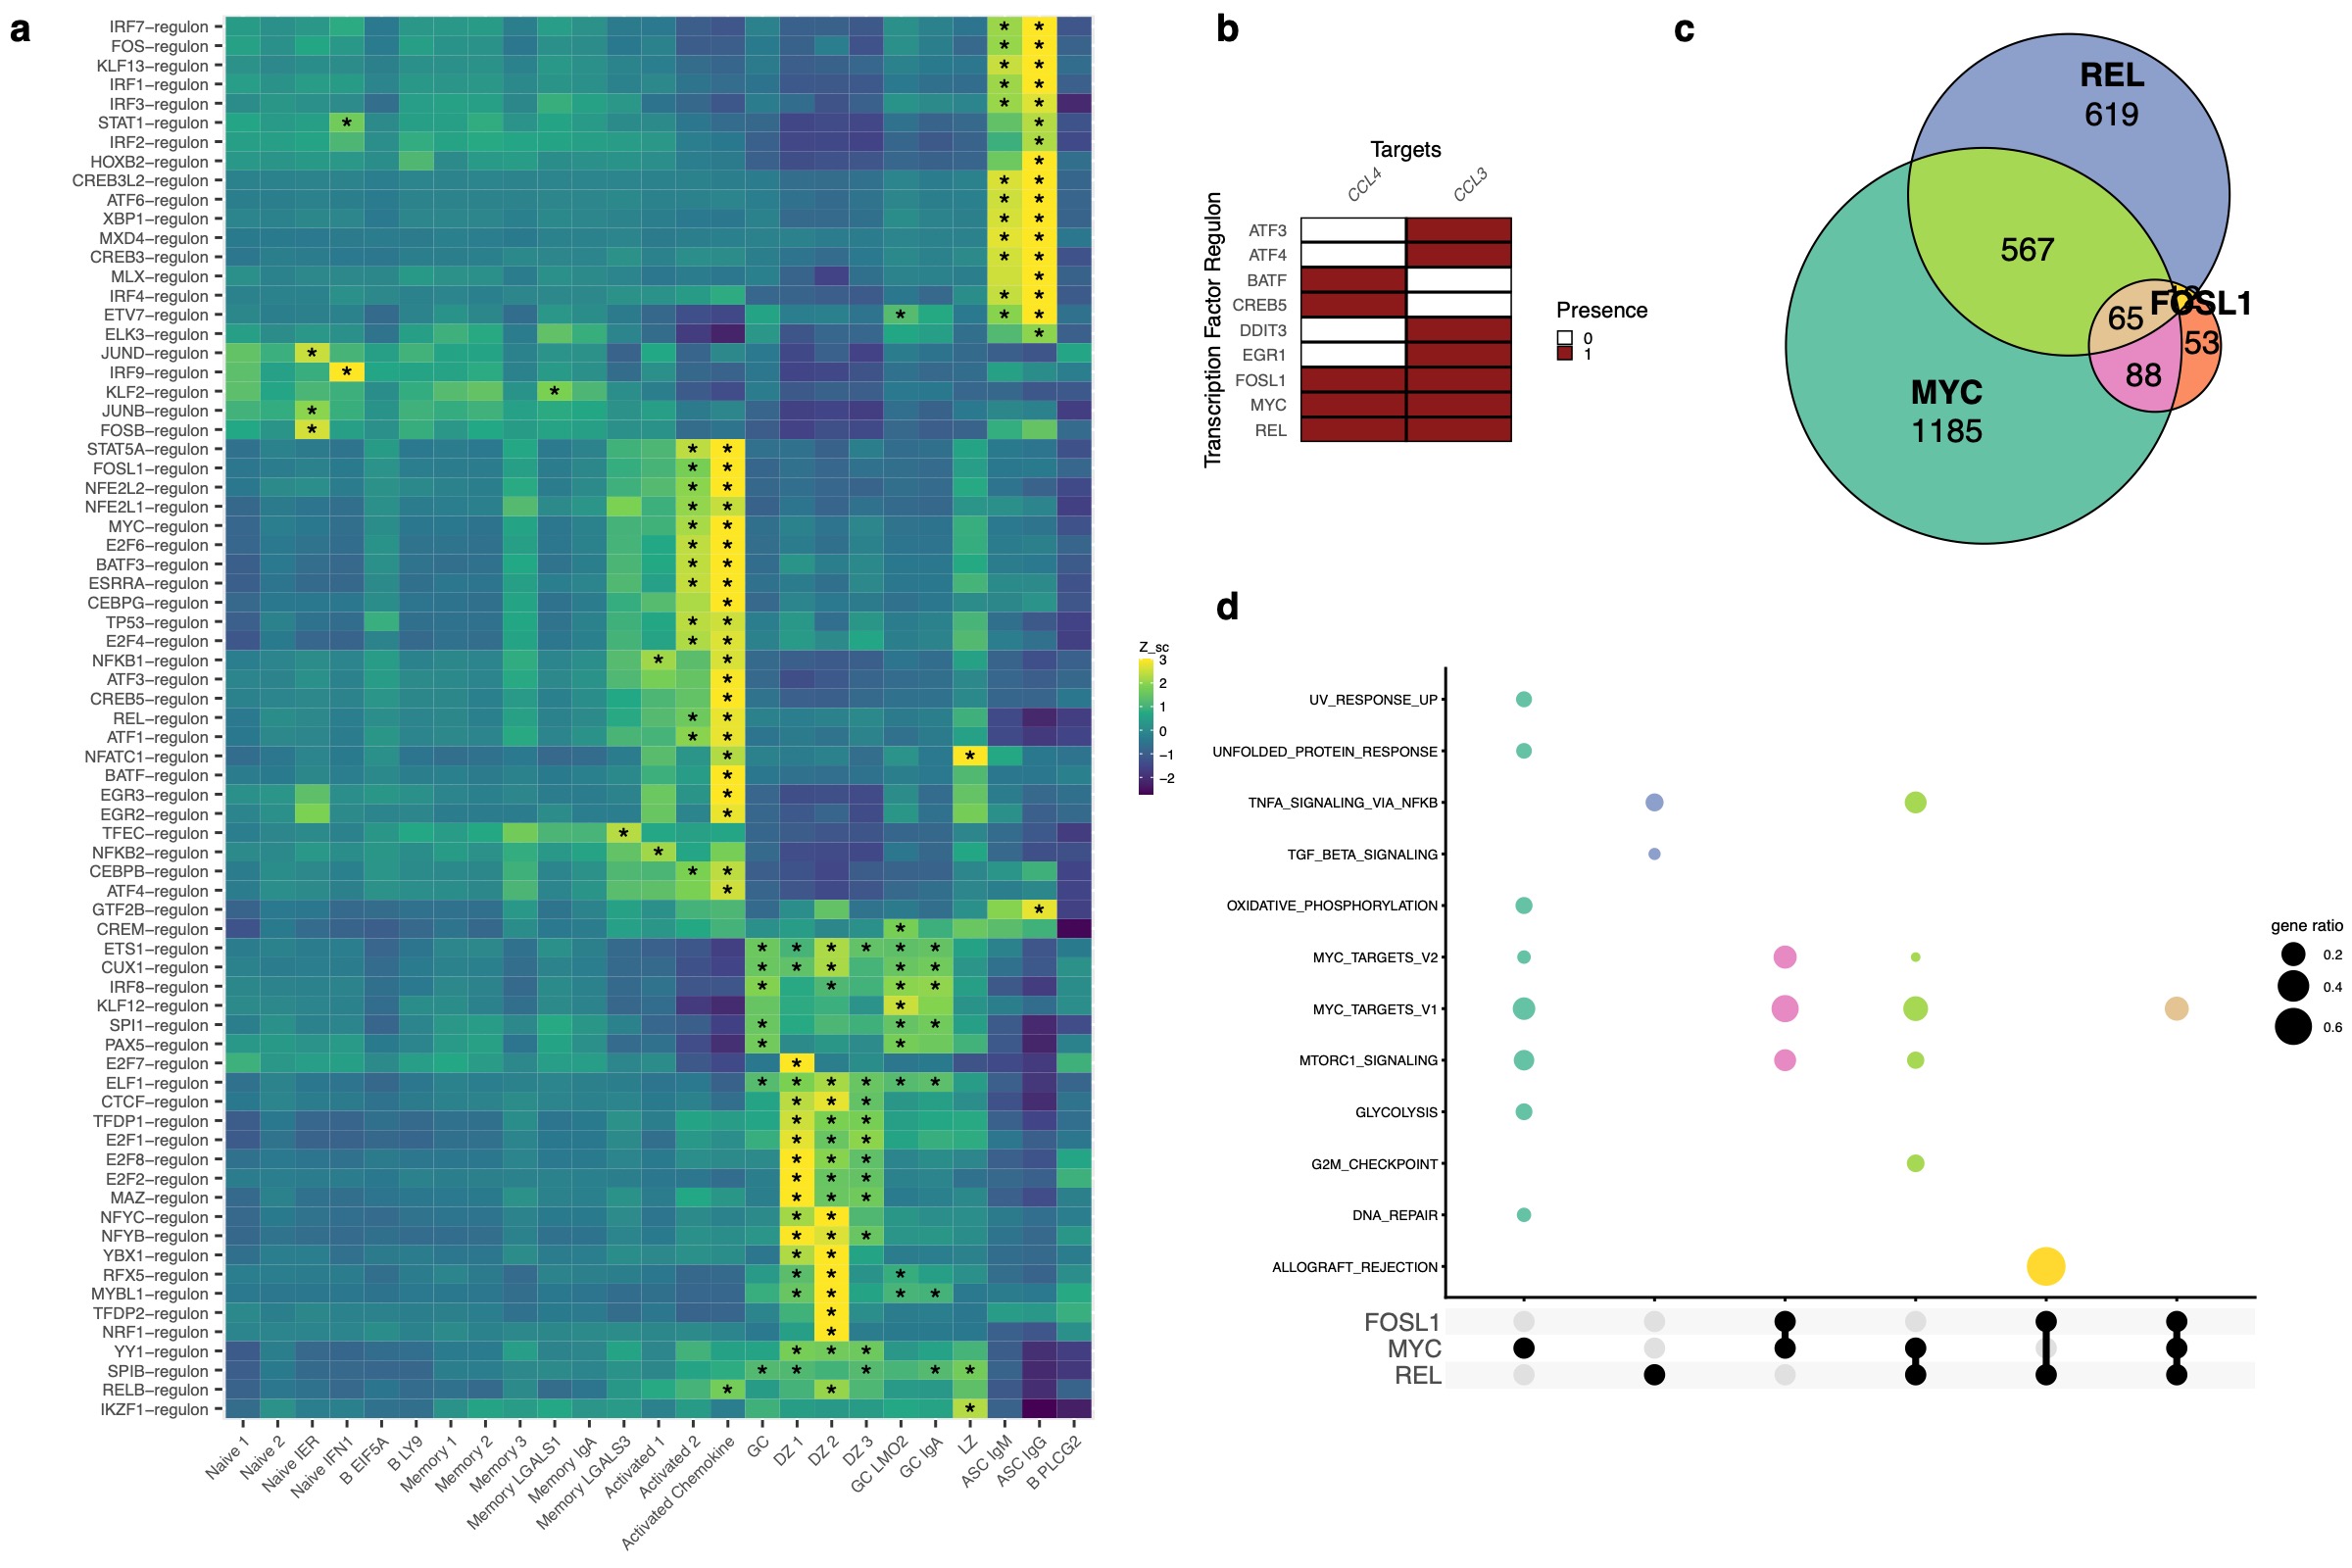 a
IRF7-regulon
FOS-regulon
KLF13-regulon
IRF1-regulon
IRF3-regulon
STAT1-regulon
IRF2-regulon
HOXB2-regulon
CREB3L2-regulon
ATF6-regulon
XBP1-regulon
MXD4-regulon
CREB3-regulon
MLX-regulon
IRF4-regulon
ETV7-regulon
ELK3-regulon
JUND-regulon
IRF9-regulon
KLF2-regulon
JUNB-regulon
FOSB-regulon
STAT5A-regulon
FOSL1-regulon
NFE2L2-regulon
NFE2L1-regulon
MYC-regulon
E2F6-regulon
BATF3-regulon
ESRRA-regulon
CEBPG-regulon
TP53-regulon
E2F4-regulon
NFKB1-regulon
ATF3-regulon
CREB5-regulon
REL-regulon
ATF1-regulon
NFATC1-regulon
BATF-regulon
EGR3-regulon
EGR2-regulon
TFEC-regulon
NFKB2-regulon
CEBPB-regulon
ATF4-regulon
GTF2B-regulon
CREM-regulon
ETS1-regulon
CUX1-regulon
IRF8-regulon
KLF12-regulon
SPI1-regulon
PAX5-regulon
E2F7-regulon
ELF1-regulon
CTCF-regulon
TFDP1-regulon
E2F1-regulon
E2F8-regulon
E2F2-regulon
MAZ-regulon
NFYC-regulon
NFYB-regulon
YBX1-regulon
RFX5-regulon
MYBL1-regulon
TFDP2-regulon
NRF1-regulon
YY1-regulon
SPIB-regulon
RELB-regulon
IKZF1-regulon
Naive 1
Naive 2
Naive IER
Naive IFN1
B EIF5A
B LY9
Memory 1
Memory 2
Memory 3
Memory LGALS1
Memory IgA
Memory LGALS3
Activated 1
Activated 2
Activated Chemokine
GC
DZ 1
DZ 2
DZ 3
GC LMO2
GC IgA
LZ
ASC IgM
ASC IgG
B PLCG2
Z_sc
3
2
1
0
−1
−2
b
Targets
CCL4
CCL3
Transcription Factor Regulon
ATF3
ATF4
BATF
CREB5
DDIT3
EGR1
FOSL1
MYC
REL
Presence
0
1
c
REL
619
567
FOSL1
65
53
88
MYC
1185
d
UV_RESPONSE_UP
UNFOLDED_PROTEIN_RESPONSE
TNFA_SIGNALING_VIA_NFKB
TGF_BETA_SIGNALING
OXIDATIVE_PHOSPHORYLATION
MYC_TARGETS_V2
MYC_TARGETS_V1
MTORC1_SIGNALING
GLYCOLYSIS
G2M_CHECKPOINT
DNA_REPAIR
ALLOGRAFT_REJECTION
FOSL1
MYC
REL
gene ratio
0.2
0.4
0.6